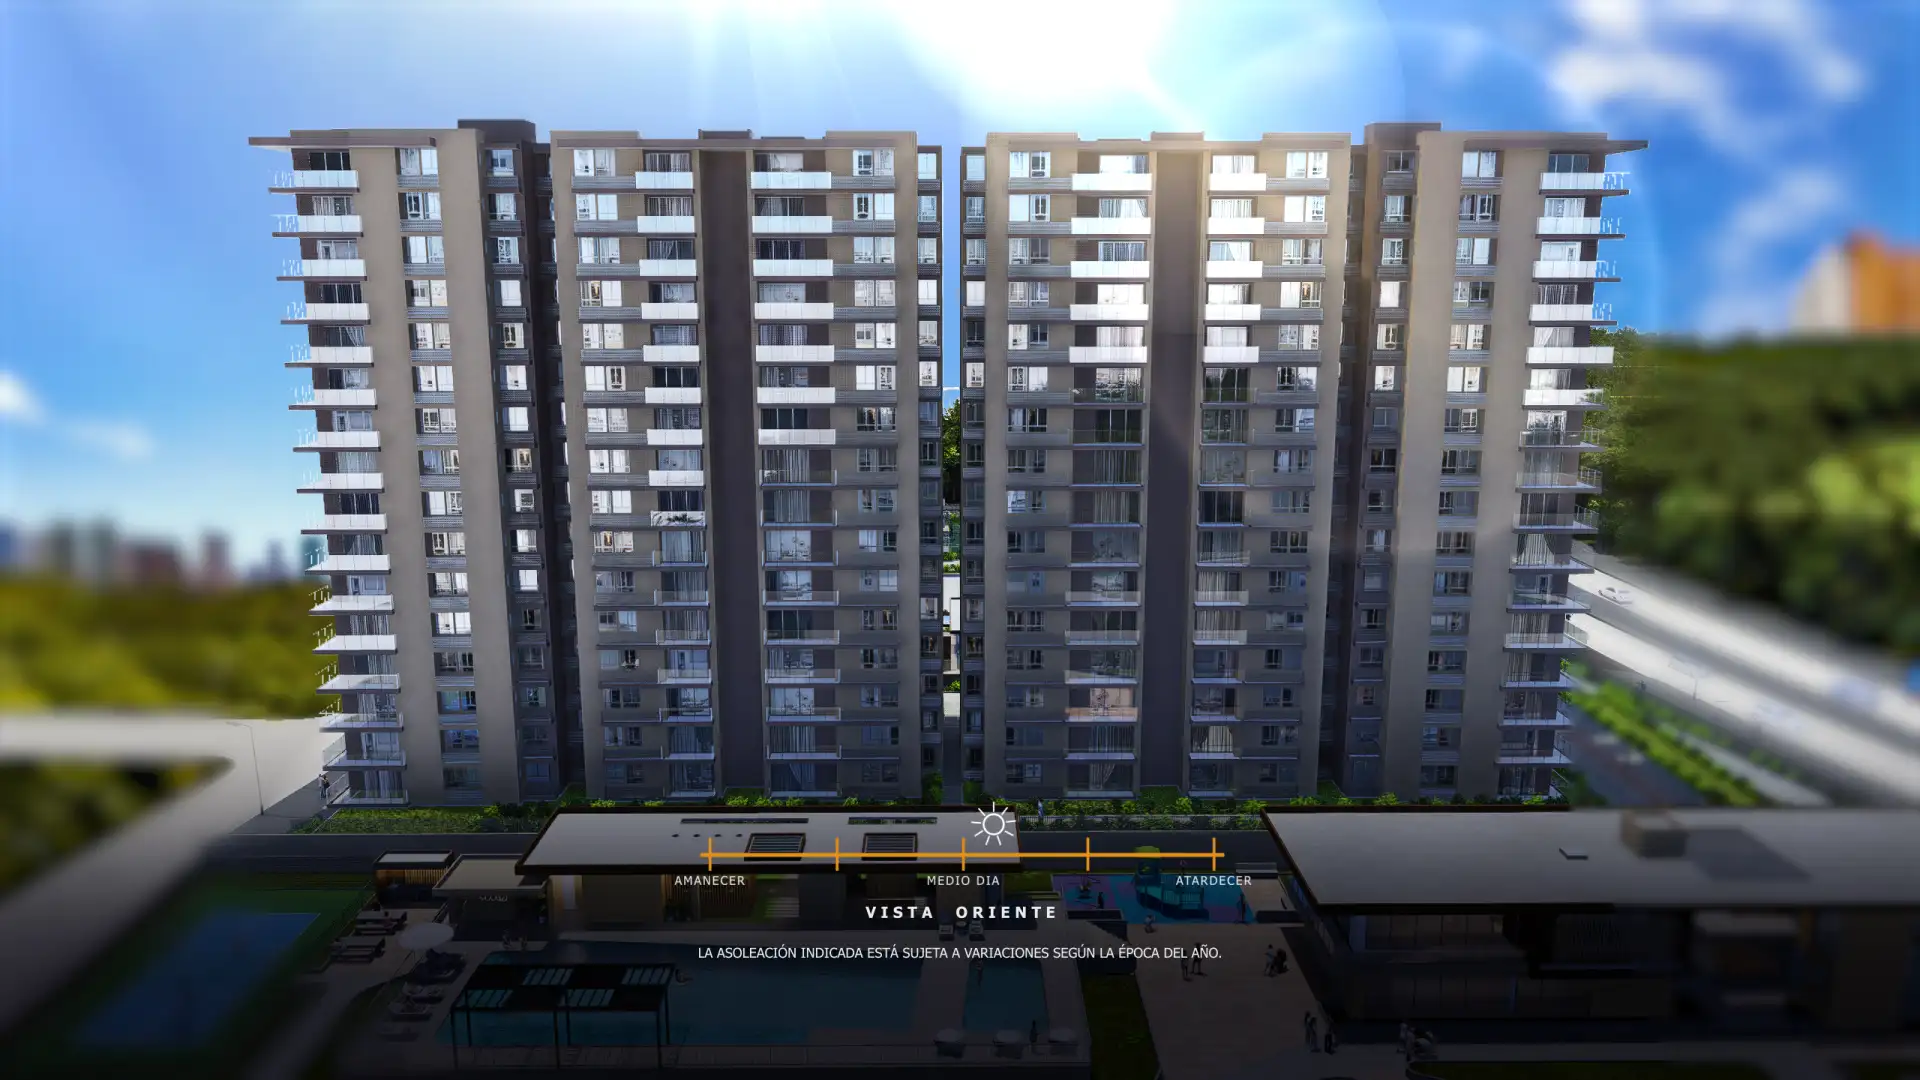 AMANECER MEDIO DIA ATARDECER
VISTA ORIENTE
LA ASOLEACIÓN INDICADA ESTÁ SUJETA A VARIACIONES SEGÚN LA ÉPOCA DEL AÑO.